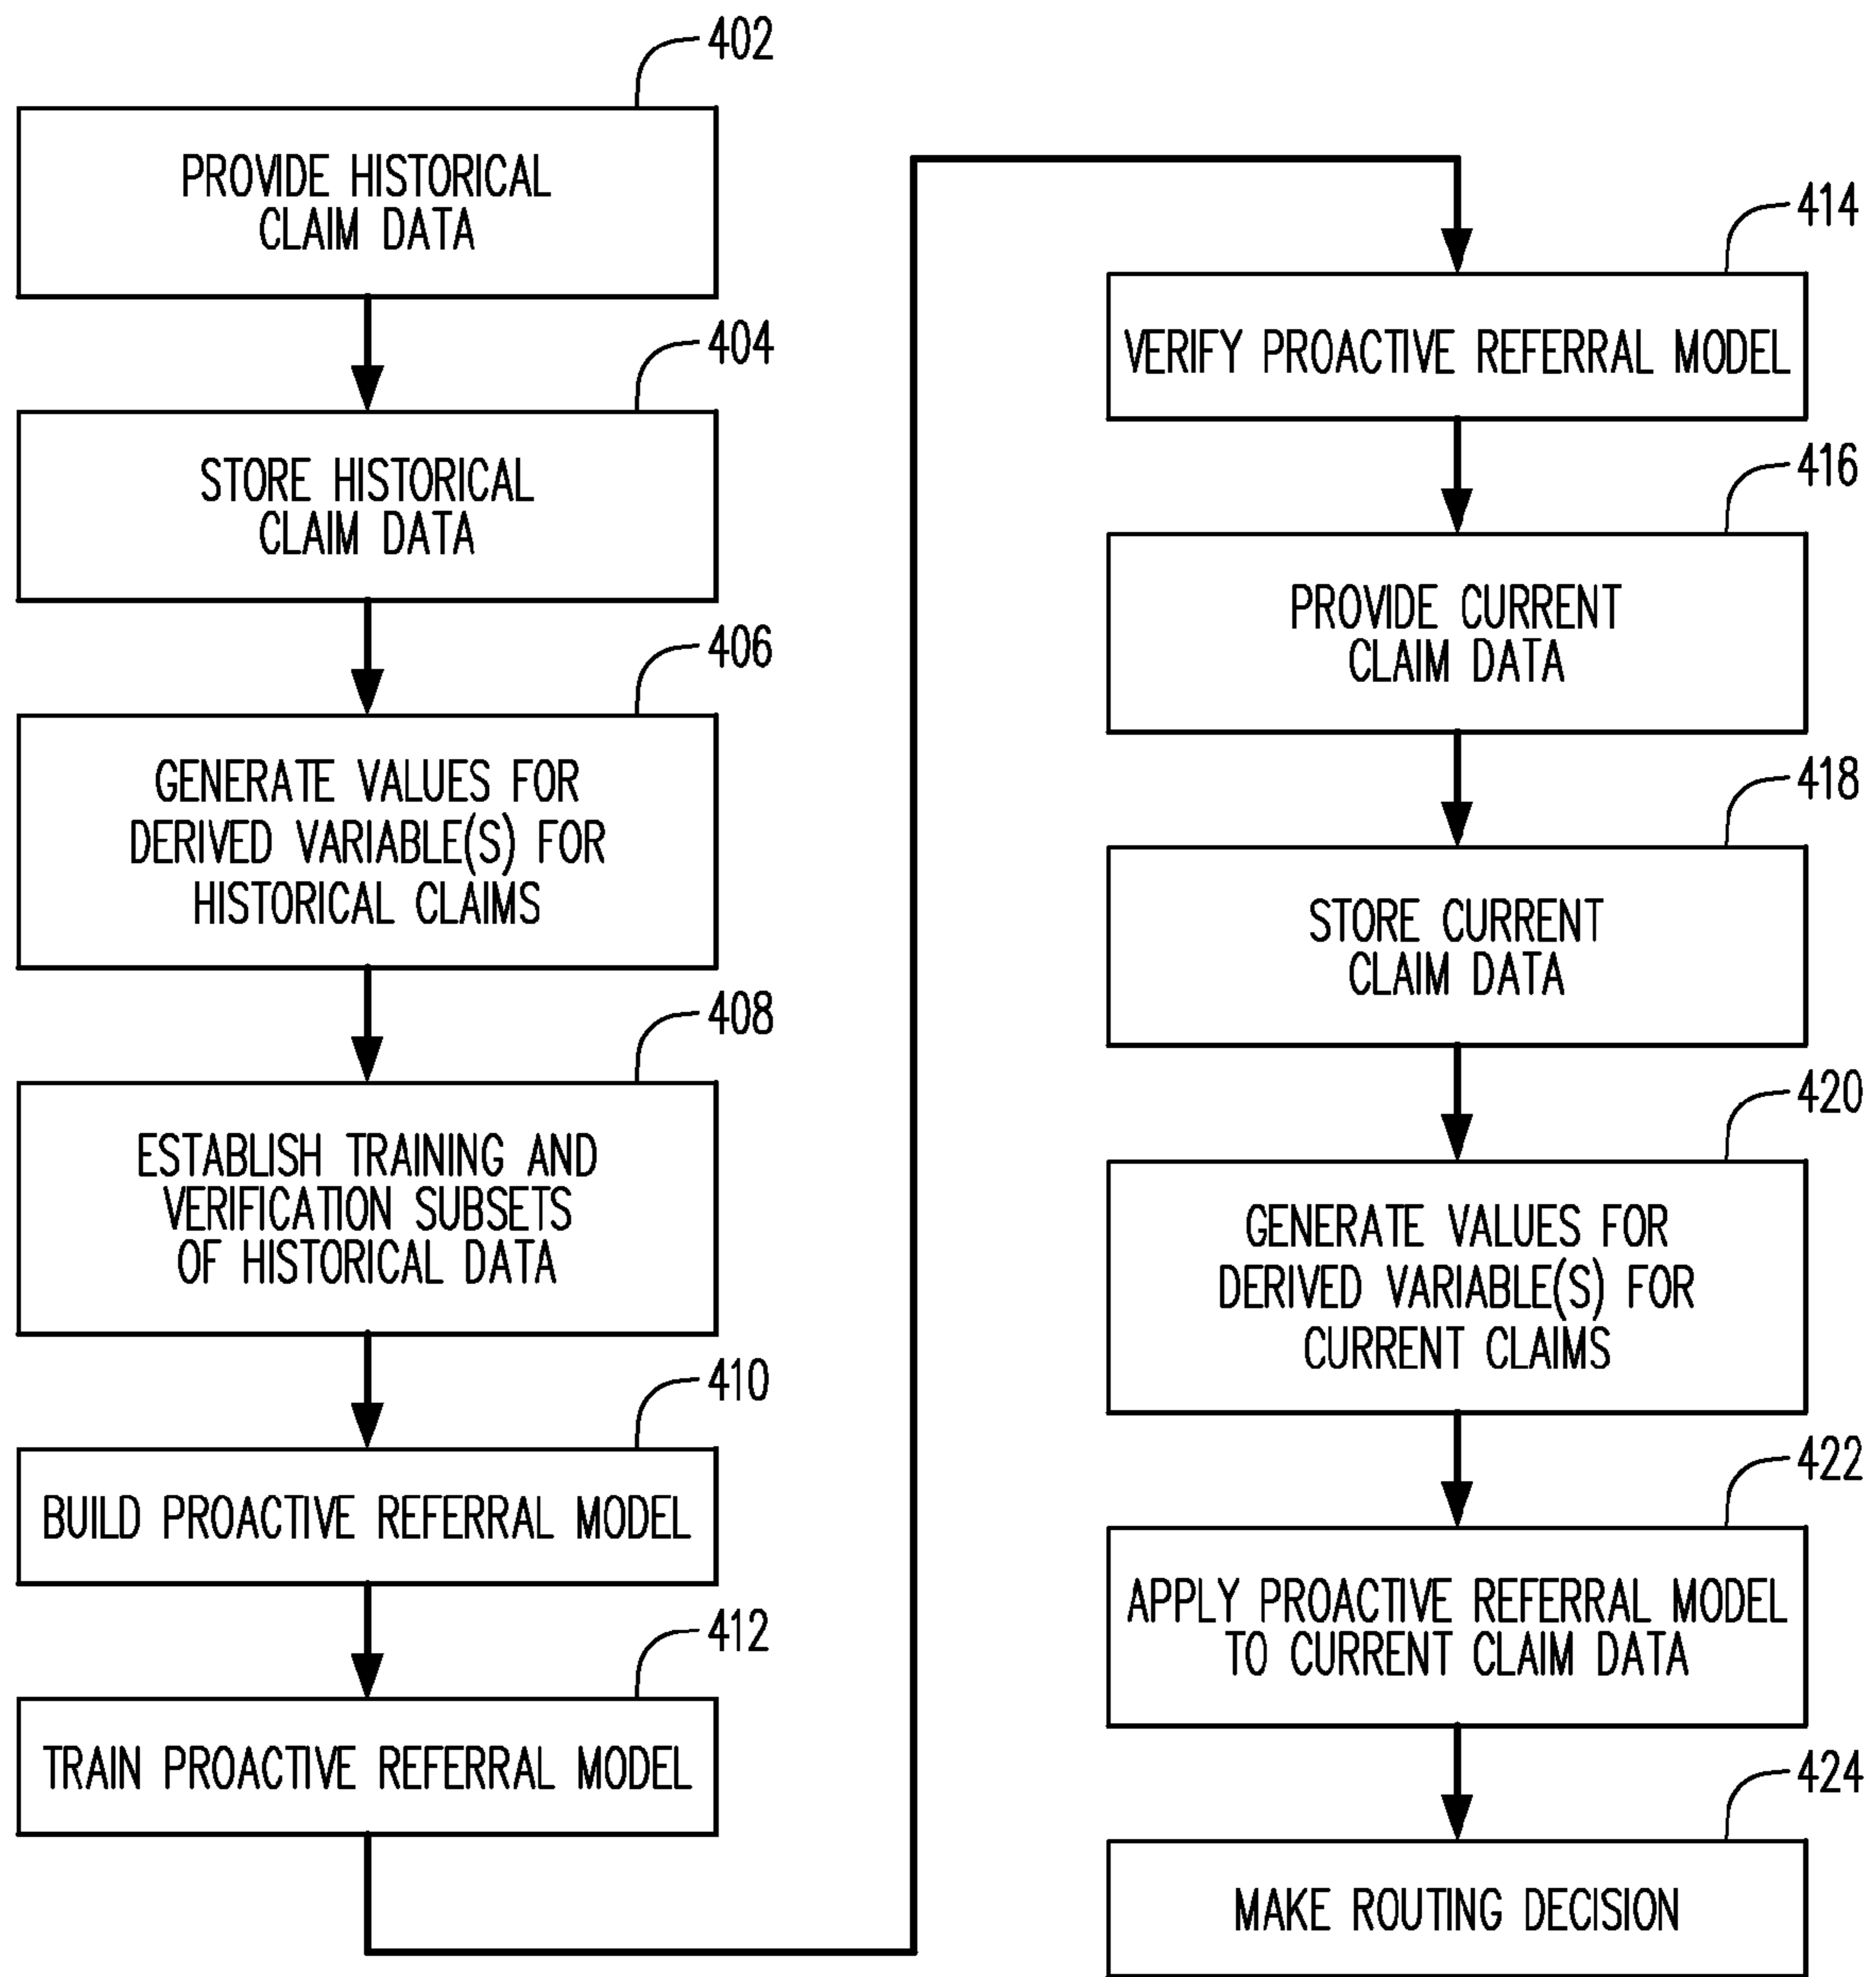 402
PROVIDE HISTORICAL
CLAIM DATA
404
STORE HISTORICAL
CLAIM DATA
406
GENERATE VALUES FOR
DERIVED VARIABLE(S) FOR
HISTORICAL CLAIMS
408
ESTABLISH TRAINING AND
VERIFICATION SUBSETS
OF HISTORICAL DATA
410
BUILD PROACTIVE REFERRAL MODEL
412
TRAIN PROACTIVE REFERRAL MODEL
414
VERIFY PROACTIVE REFERRAL MODEL
416
PROVIDE CURRENT
CLAIM DATA
418
STORE CURRENT
CLAIM DATA
420
GENERATE VALUES FOR
DERIVED VARIABLE(S) FOR
CURRENT CLAIMS
422
APPLY PROACTIVE REFERRAL MODEL
TO CURRENT CLAIM DATA
424
MAKE ROUTING DECISION